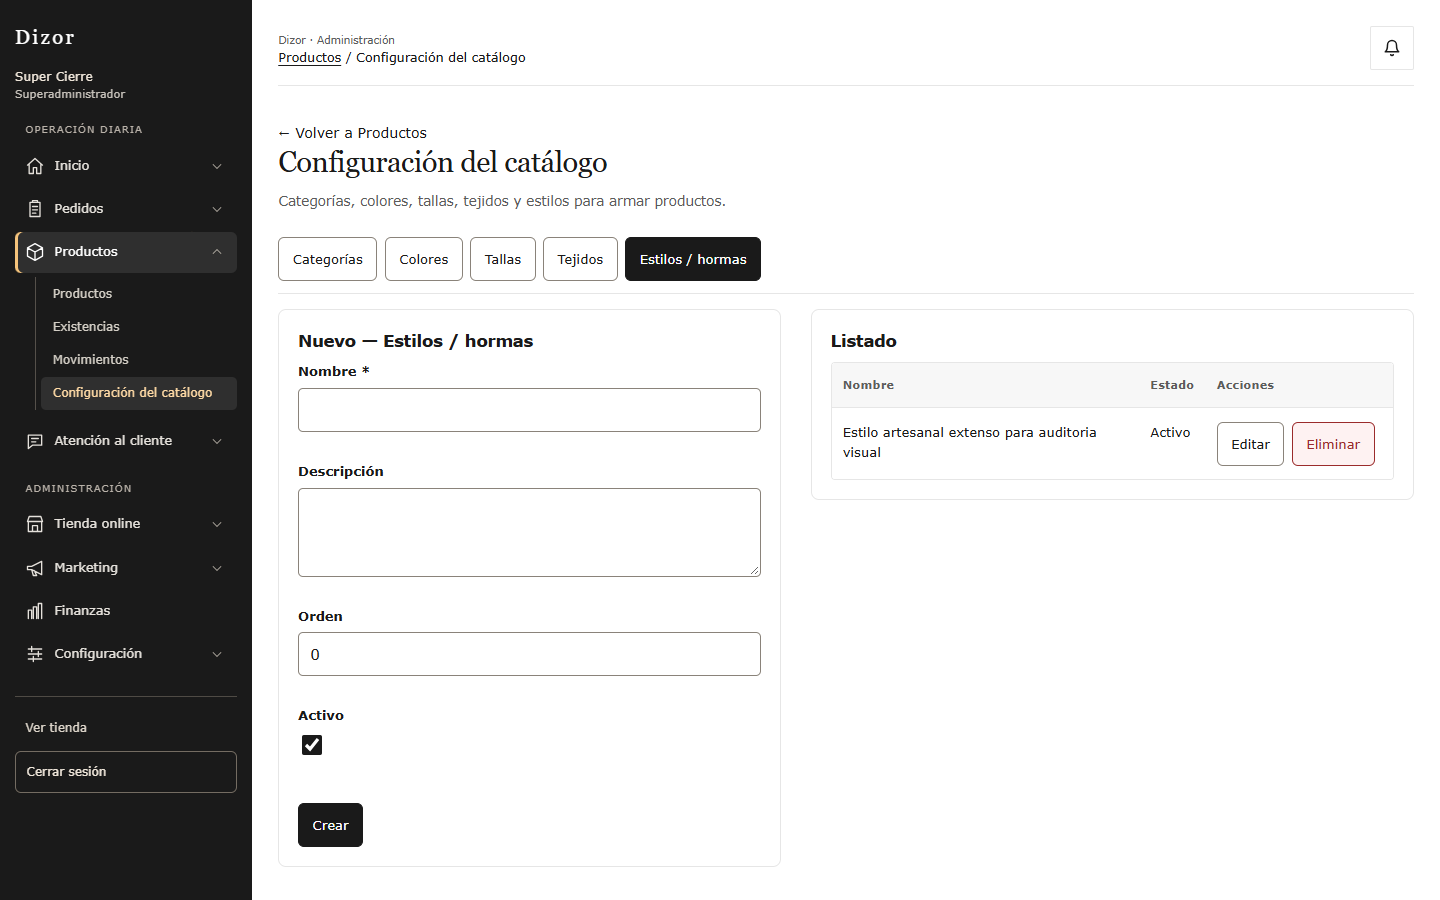 Dizor
Super Cierre
Superadministrador
OPERACIÓN DIARIA
Inicio
Pedidos
Productos
Productos
Existencias
Movimientos
Configuración del catálogo
Atención al cliente
ADMINISTRACIÓN
Tienda online
Marketing
Finanzas
Configuración
Ver tienda
Cerrar sesión
Dizor · Administración
Productos / Configuración del catálogo
← Volver a Productos
Configuración del catálogo
Categorías, colores, tallas, tejidos y estilos para armar productos.
Categorías
Colores
Tallas
Tejidos
Estilos / hormas
Nuevo — Estilos / hormas
Nombre *
Descripción
Orden
0
Activo
Crear
Listado
Nombre Estado Acciones
Estilo artesanal extenso para auditoria
visual
Activo
Editar
Eliminar